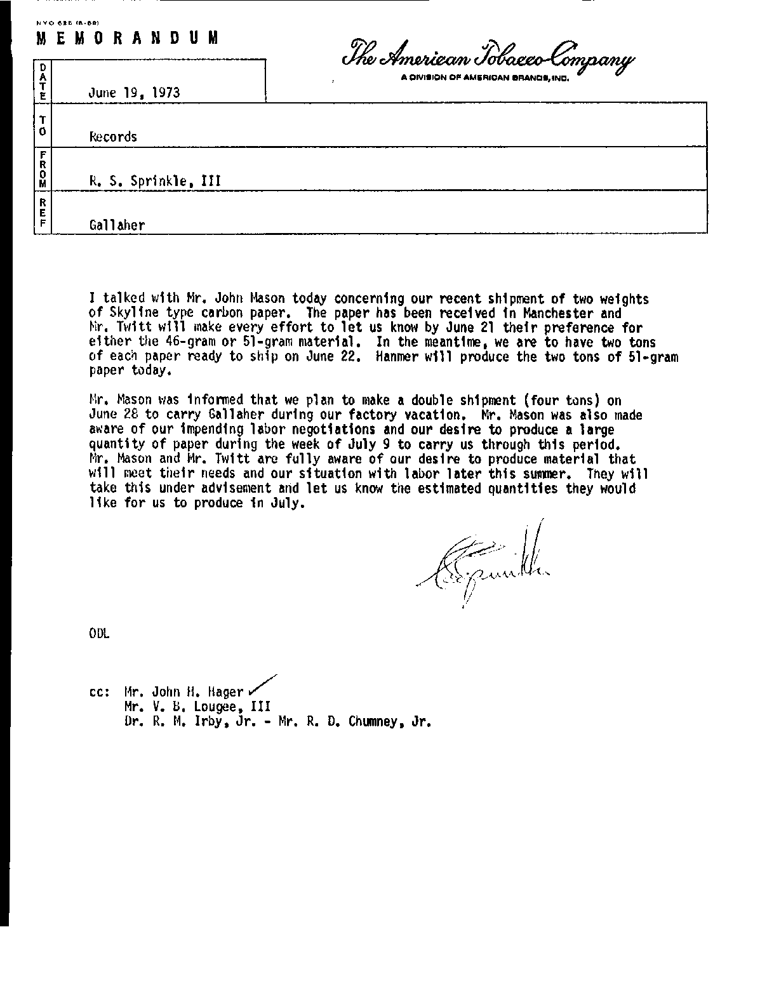 NYO 626 (6-69)
MEMORANDUM
The American Tobacco Company
A DIVISION OF AMERICAN BRANDS, INC.
DATE
June 19, 1973
TO
Records
FROM
R. S. Sprinkle, III
REF
Gallaher
I talked with Mr. John Mason today concerning our recent shipment of two weights
of Skyline type carbon paper. The paper has been received in Manchester and
Mr. Twitt will make every effort to let us know by June 21 their preference for
either the 46-gram or 51-gram material. In the meantime, we are to have two tons
of each paper ready to ship on June 22. Hanmer will produce the two tons of 51-gram
paper today.
Mr. Mason was informed that we plan to make a double shipment (four tons) on
June 28 to carry Gallaher during our factory vacation. Mr. Mason was also made
aware of our impending labor negotiations and our desire to produce a large
quantity of paper during the week of July 9 to carry us through this period.
Mr. Mason and Mr. Twitt are fully aware of our desire to produce material that
will meet their needs and our situation with labor later this summer. They will
take this under advisement and let us know the estimated quantities they would
like for us to produce in July.
ODL
cc: Mr. John H. Hager
Mr. V. B. Lougee, III
Dr. R. M. Irby, Jr. - Mr. R. D. Chumney, Jr.